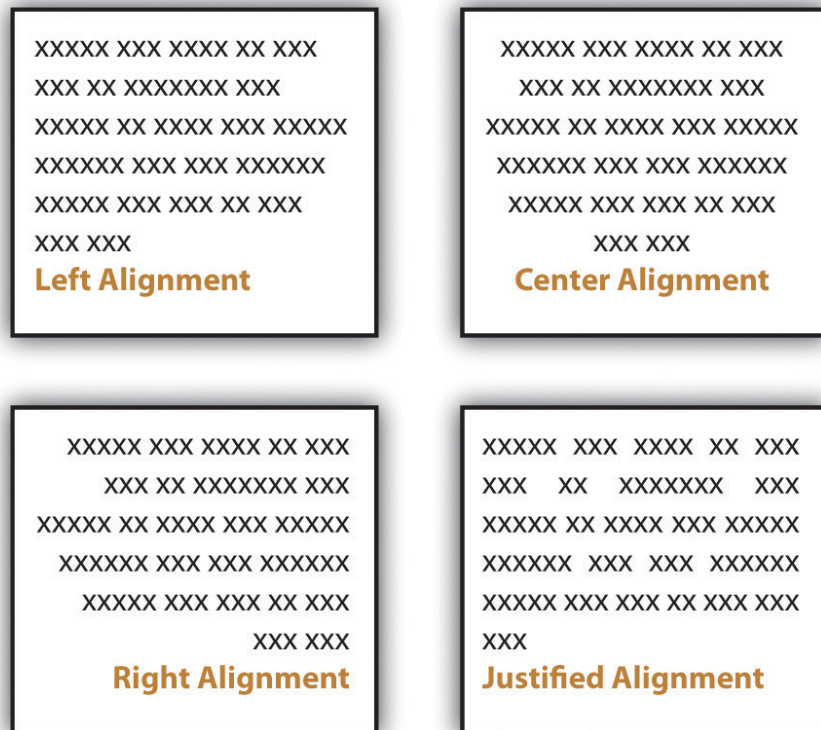 xxxxx xxx xxxx xx xxx
xxx xx xxxxxxx xxx
xxxxx xx xxxx xxx xxxxx
xxxxxx xxx xxx xxxxxx
xxxxx xxx xxx xx xxx
xxx xxx
Left Alignment
xxxxx xxx xxxx xx xxx
xxx xx xxxxxxx xxx
xxxxx xx xxxx xxx xxxxx
xxxxxx xxx xxx xxxxxx
xxxxx xxx xxx xx xxx
xxx xxx
Center Alignment
xxxxx xxx xxxx xx xxx
xxx xx xxxxxxx xxx
xxxxx xx xxxx xxx xxxxx
xxxxxx xxx xxx xxxxxx
xxxxx xxx xxx xx xxx
xxx xxx
Right Alignment
xxxxx xxx xxxx xx xxx
xxx xx xxxxxxx xxx
xxxxx xx xxxx xxx xxxxx
xxxxxx xxx xxx xxxxxx
xxxxx xxx xxx xx xxx xxx
xxx
Justified Alignment